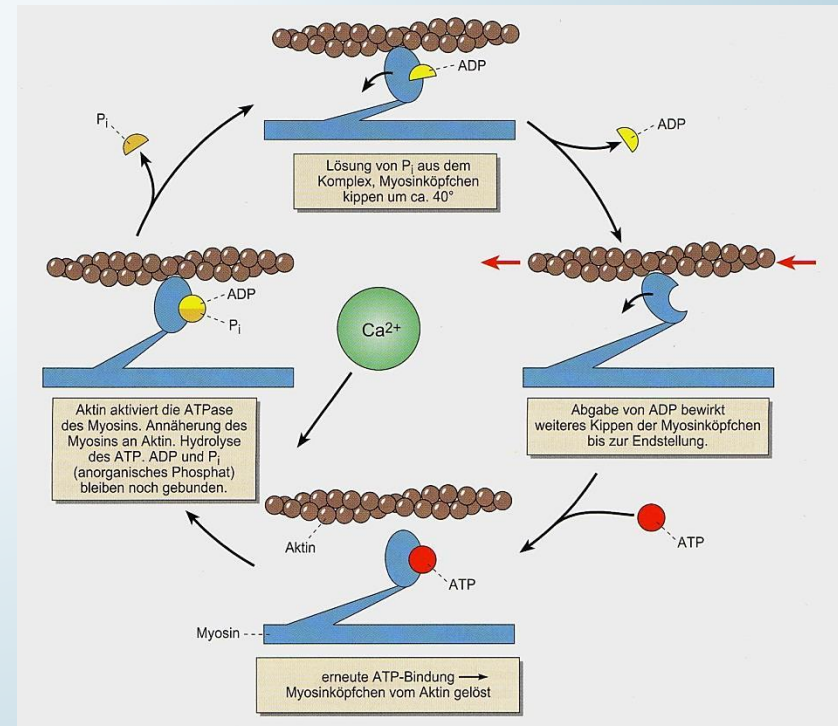 ADP
Lösung von Pi aus dem
Komplex, Myosinköpfchen
kippen um ca. 40°
Pi
ADP
ADP
Pi
Aktin aktiviert die ATPase
des Myosins. Annäherung des
Myosins an Aktin. Hydrolyse
des ATP. ADP und Pi
(anorganisches Phosphat)
bleiben noch gebunden.
Ca2+
Abgabe von ADP bewirkt
weiteres Kippen der Myosinköpfchen
bis zur Endstellung.
ATP
Aktin
ATP
Myosin
erneute ATP-Bindung →
Myosinköpfchen vom Aktin gelöst